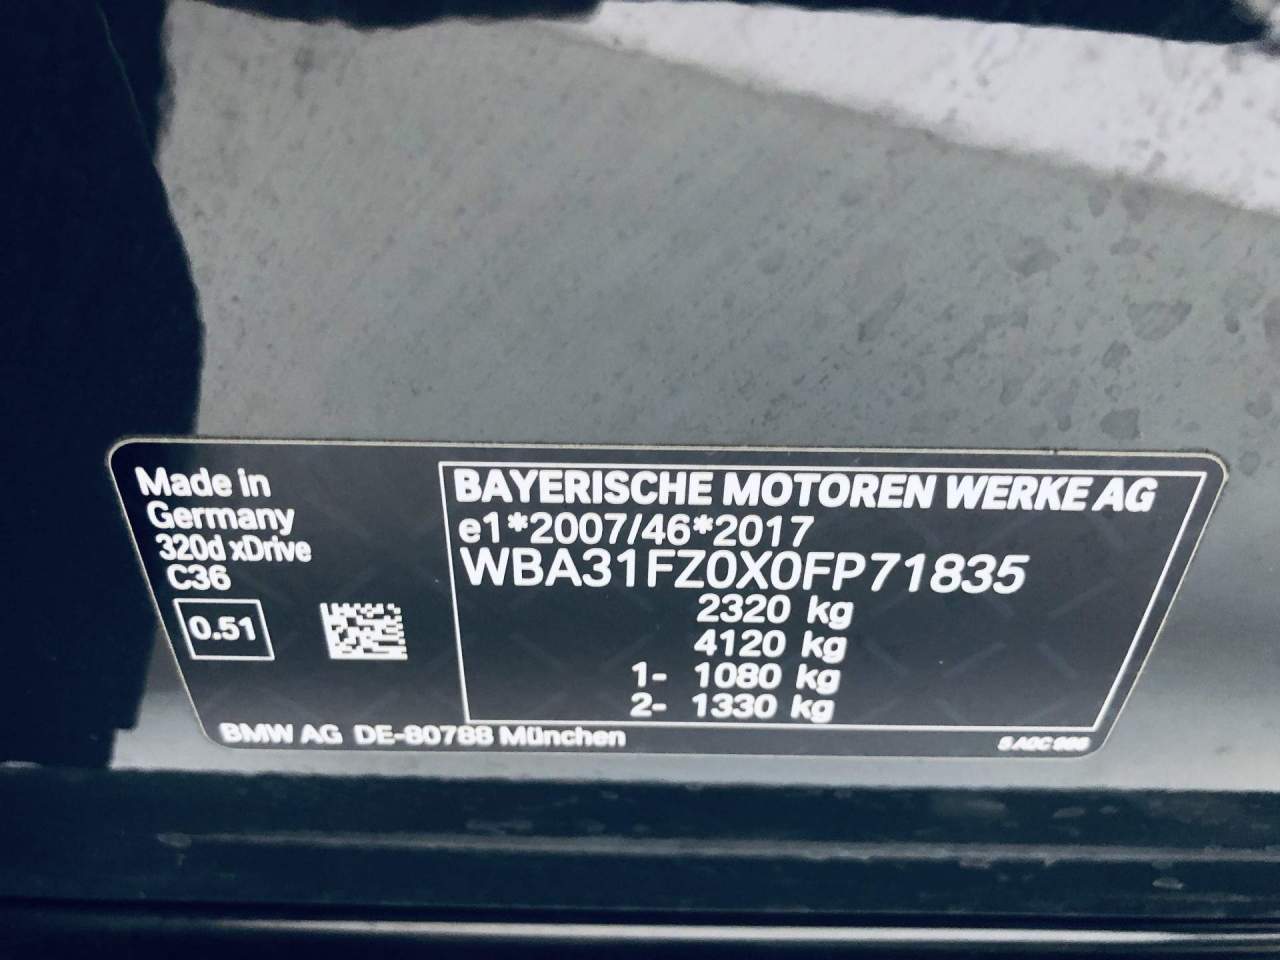 Made in
Germany
320d xDrive
C36
0.51
BAYERISCHE MOTOREN WERKE AG
e1*2007/46*2017
WBA31FZ0X0FP71835
2320 kg
4120 kg
1- 1080 kg
2- 1330 kg
BMW AG DE-80788 München